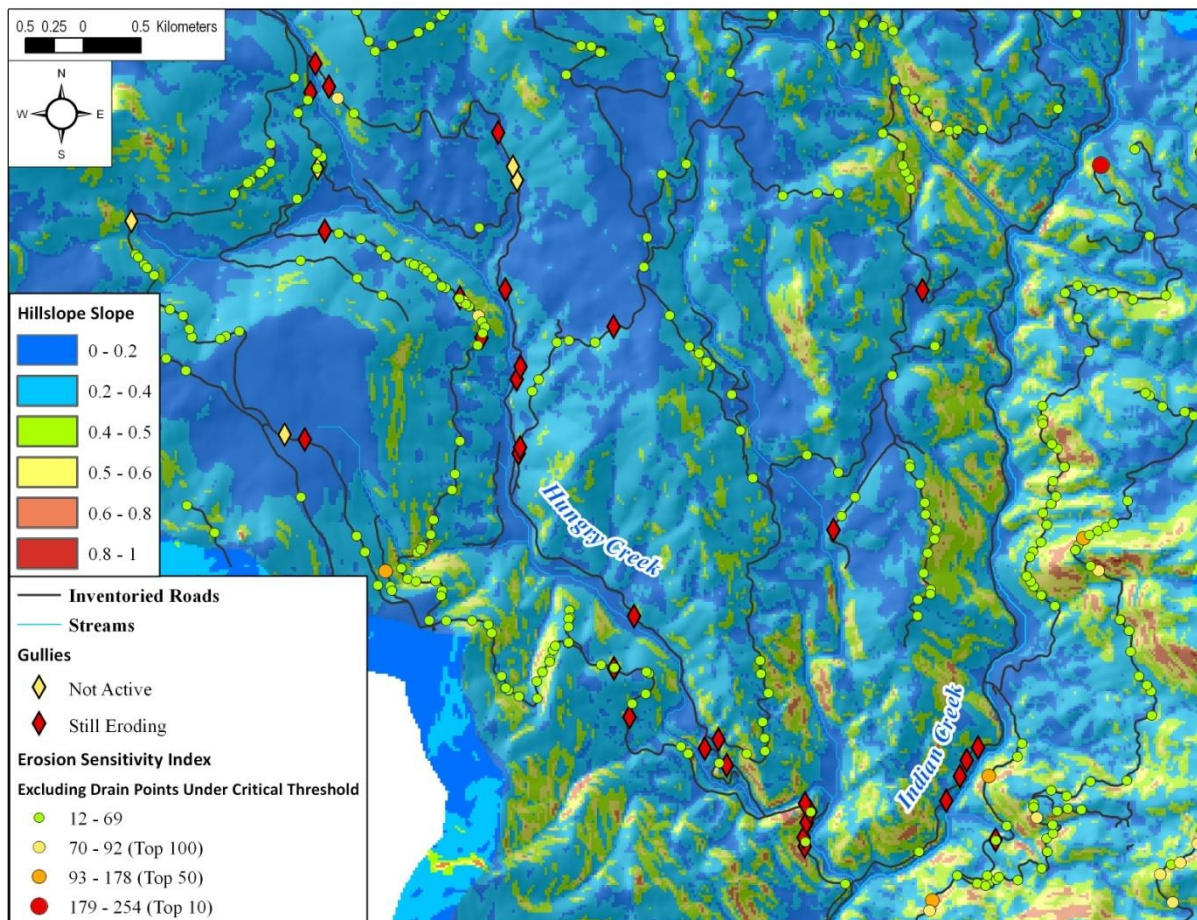 0.5 0.25 0 0.5 Kilometers
N
W E
S
Hillslope Slope
0 - 0.2
0.2 - 0.4
0.4 - 0.5
0.5 - 0.6
0.6 - 0.8
0.8 - 1
Inventoried Roads
Streams
Gullies
Not Active
Still Eroding
Erosion Sensitivity Index
Excluding Drain Points Under Critical Threshold
12 - 69
70 - 92 (Top 100)
93 - 178 (Top 50)
179 - 254 (Top 10)
Hungry Creek
Indian Creek